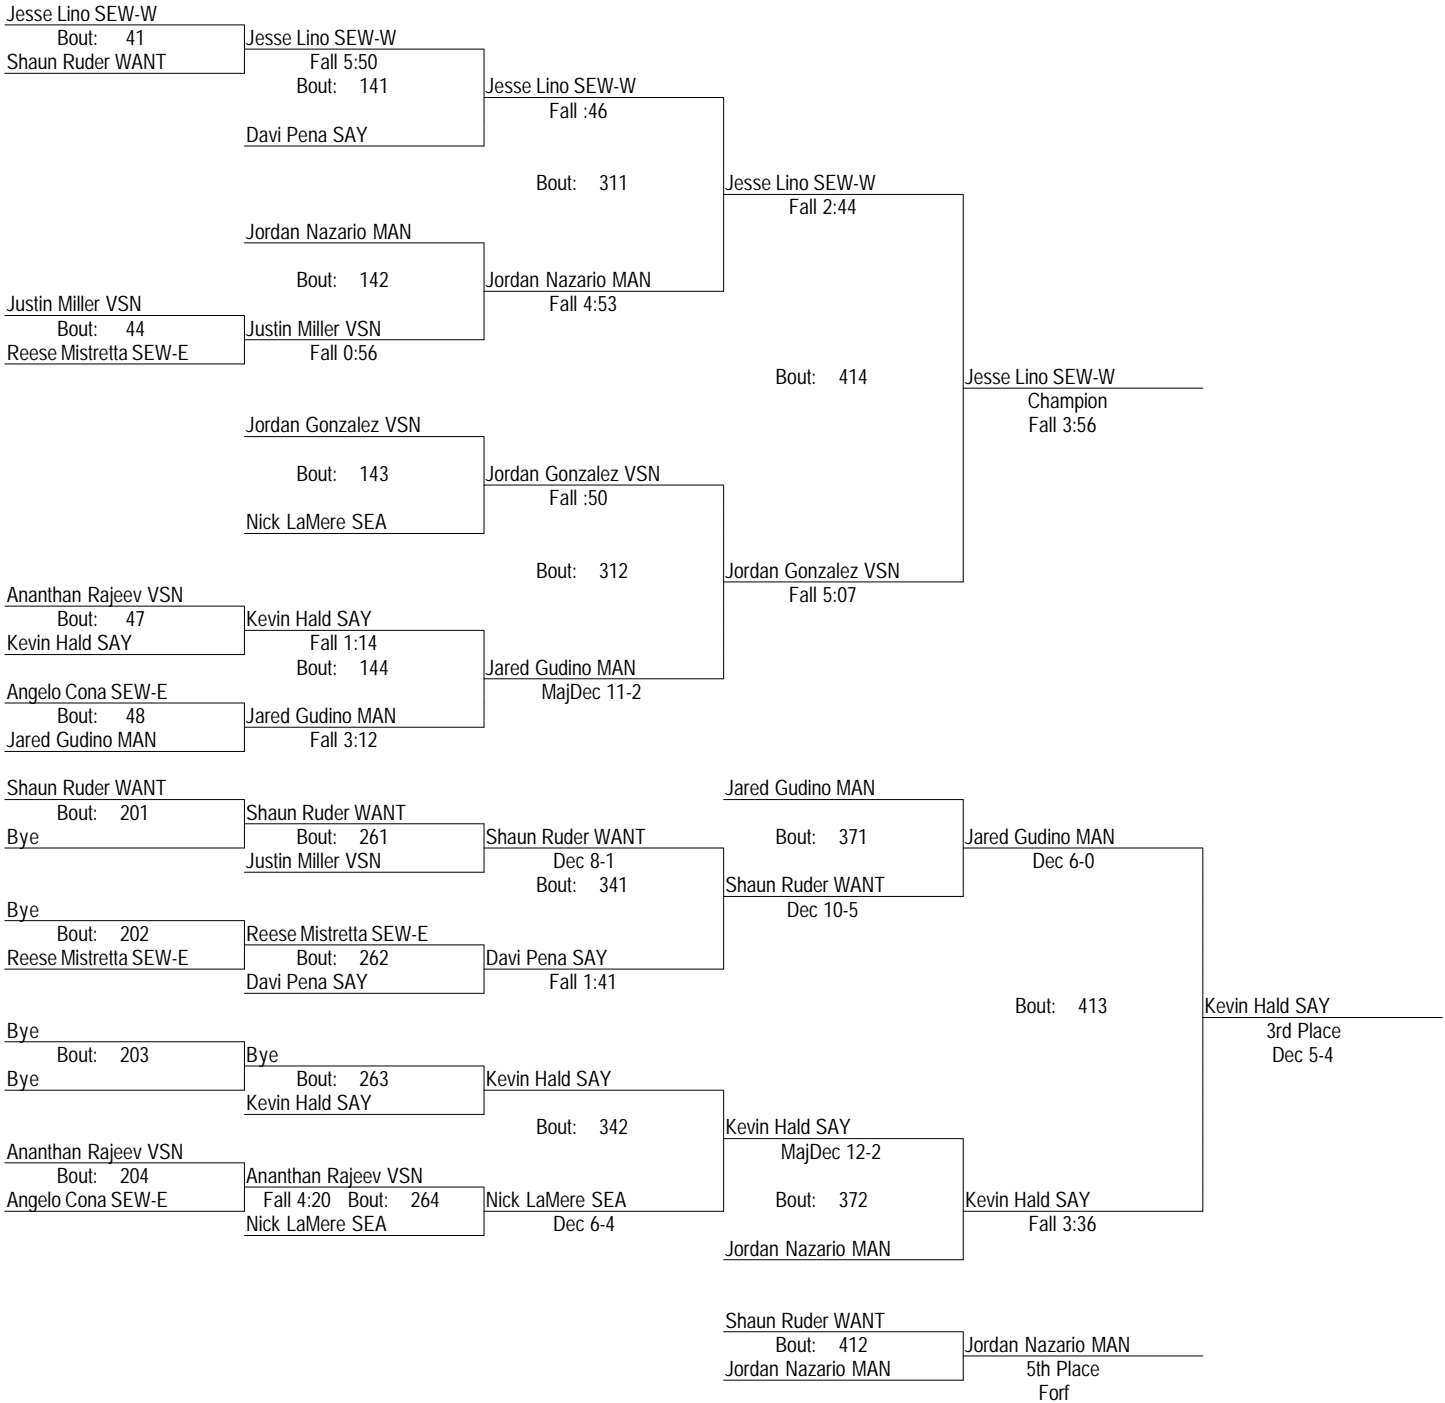 Jesse Lino SEW-W
Bout: 41 Jesse Lino SEW-W
Shaun Ruder WANT Fall 5:50
Bout: 141 Jesse Lino SEW-W
Fall :46
Davi Pena SAY
Bout: 311 Jesse Lino SEW-W
Fall 2:44
Jordan Nazario MAN
Bout: 142 Jordan Nazario MAN
Justin Miller VSN Fall 4:53
Bout: 44 Justin Miller VSN
Reese Mistretta SEW-E Fall 0:56
Bout: 414 Jesse Lino SEW-W
Champion
Jordan Gonzalez VSN Fall 3:56
Bout: 143 Jordan Gonzalez VSN
Fall :50
Nick LaMere SEA
Bout: 312 Jordan Gonzalez VSN
Ananthan Rajeev VSN Fall 5:07
Bout: 47 Kevin Hald SAY
Kevin Hald SAY Fall 1:14
Bout: 144 Jared Gudino MAN
Angelo Cona SEW-E MajDec 11-2
Bout: 48 Jared Gudino MAN
Jared Gudino MAN Fall 3:12
Shaun Ruder WANT Jared Gudino MAN
Bout: 201 Shaun Ruder WANT
Bye Bout: 261 Shaun Ruder WANT Bout: 371 Jared Gudino MAN
Justin Miller VSN Dec 8-1 Dec 6-0
Bout: 341 Shaun Ruder WANT
Bye Dec 10-5
Bout: 202 Reese Mistretta SEW-E
Reese Mistretta SEW-E Bout: 262 Davi Pena SAY
Davi Pena SAY Fall 1:41
Bout: 413 Kevin Hald SAY
Bye 3rd Place
Bout: 203 Bye Dec 5-4
Bye Bout: 263 Kevin Hald SAY
Kevin Hald SAY
Bout: 342 Kevin Hald SAY
Ananthan Rajeev VSN MajDec 12-2
Bout: 204 Ananthan Rajeev VSN
Angelo Cona SEW-E Fall 4:20 Bout: 264 Nick LaMere SEA Bout: 372 Kevin Hald SAY
Nick LaMere SEA Dec 6-4 Fall 3:36
Jordan Nazario MAN
Shaun Ruder WANT
Bout: 412 Jordan Nazario MAN
Jordan Nazario MAN 5th Place
Forf